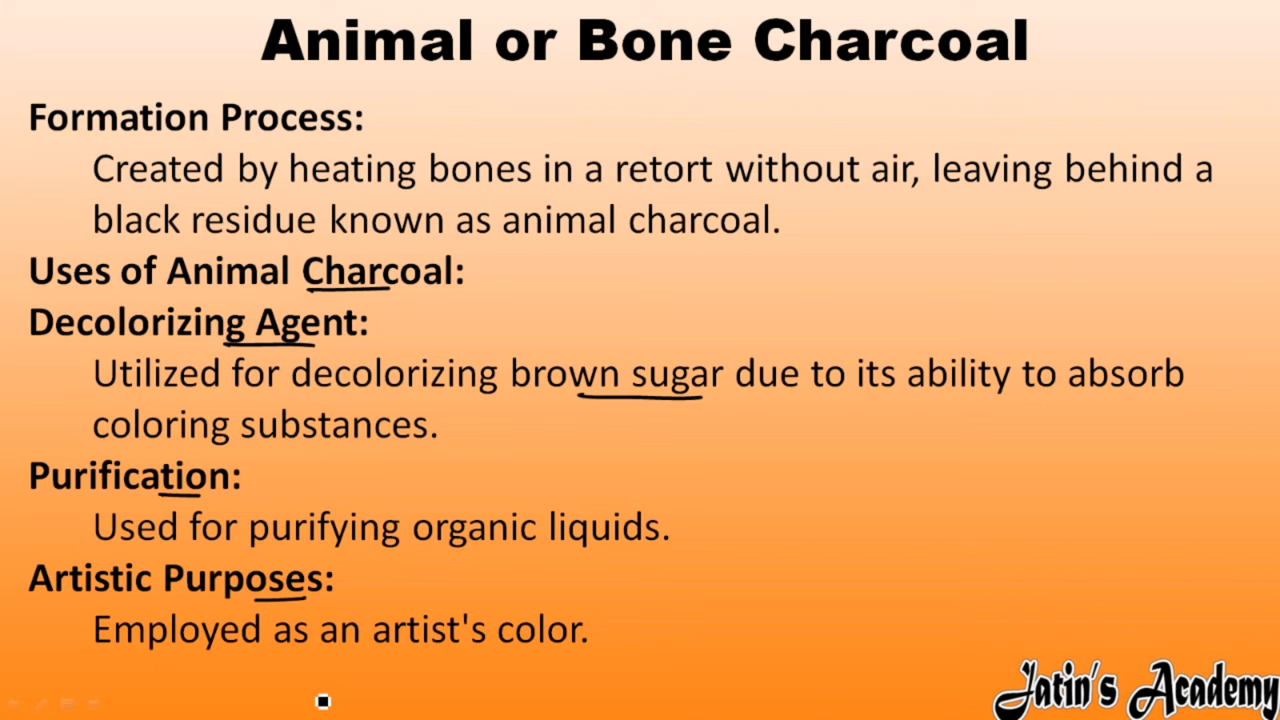 Animal or Bone Charcoal
Formation Process:
Created by heating bones in a retort without air, leaving behind a
black residue known as animal charcoal.
Uses of Animal Charcoal:
Decolorizing Agent:
Utilized for decolorizing brown sugar due to its ability to absorb
coloring substances.
Purification:
Used for purifying organic liquids.
Artistic Purposes:
Employed as an artist's color.
Jatin's Academy